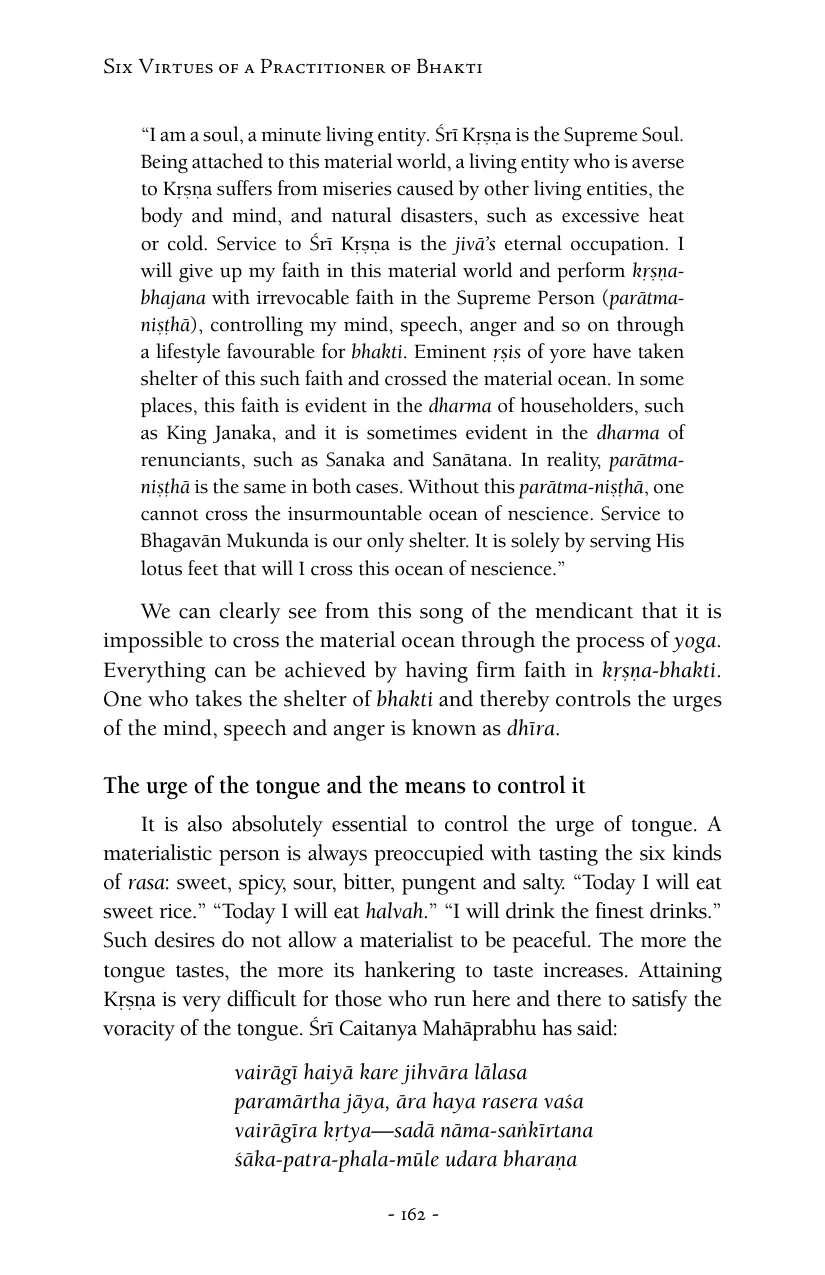 Six Virtues of a Practitioner of Bhakti
“I am a soul, a minute living entity. Śrī Kṛṣṇa is the Supreme Soul.
Being attached to this material world, a living entity who is averse
to Kṛṣṇa suffers from miseries caused by other living entities, the
body and mind, and natural disasters, such as excessive heat
or cold. Service to Śrī Kṛṣṇa is the jivā’s eternal occupation. I
will give up my faith in this material world and perform kṛṣṇa-
bhajana with irrevocable faith in the Supreme Person (parātma-
niṣṭhā), controlling my mind, speech, anger and so on through
a lifestyle favourable for bhakti. Eminent ṛṣis of yore have taken
shelter of this such faith and crossed the material ocean. In some
places, this faith is evident in the dharma of householders, such
as King Janaka, and it is sometimes evident in the dharma of
renunciants, such as Sanaka and Sanātana. In reality, parātma-
niṣṭhā is the same in both cases. Without this parātma-niṣṭhā, one
cannot cross the insurmountable ocean of nescience. Service to
Bhagavān Mukunda is our only shelter. It is solely by serving His
lotus feet that will I cross this ocean of nescience.”
We can clearly see from this song of the mendicant that it is
impossible to cross the material ocean through the process of yoga.
Everything can be achieved by having firm faith in kṛṣṇa-bhakti.
One who takes the shelter of bhakti and thereby controls the urges
of the mind, speech and anger is known as dhīra.
The urge of the tongue and the means to control it
It is also absolutely essential to control the urge of tongue. A
materialistic person is always preoccupied with tasting the six kinds
of rasa: sweet, spicy, sour, bitter, pungent and salty. “Today I will eat
sweet rice.” “Today I will eat halvah.” “I will drink the finest drinks.”
Such desires do not allow a materialist to be peaceful. The more the
tongue tastes, the more its hankering to taste increases. Attaining
Kṛṣṇa is very difficult for those who run here and there to satisfy the
voracity of the tongue. Śrī Caitanya Mahāprabhu has said:
vairāgī haiyā kare jihvāra lālasa
paramārtha jāya, āra haya rasera vaśa
vairāgīra kṛtya—sadā nāma-saṅkīrtana
śāka-patra-phala-mūle udara bharaṇa
- 162 -